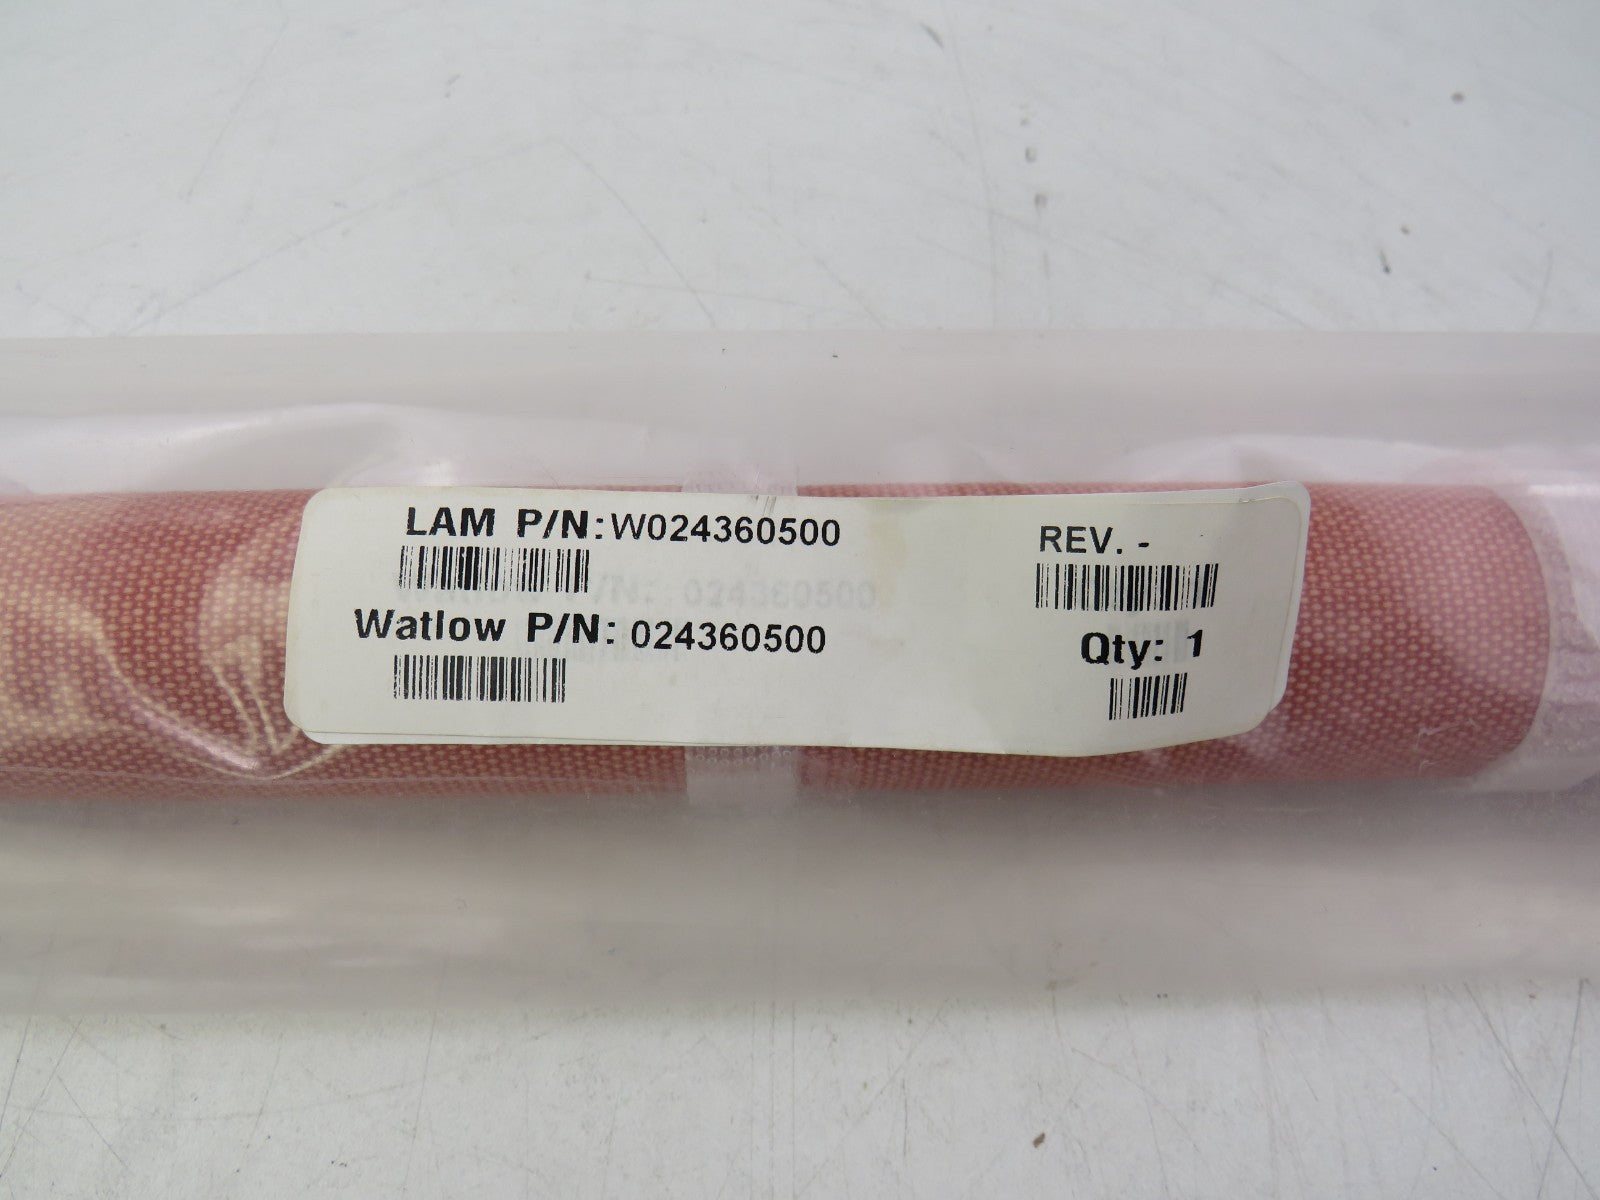 LAM P/N: W024360500
REV. -
Watlow P/N: 024360500
Qty: 1